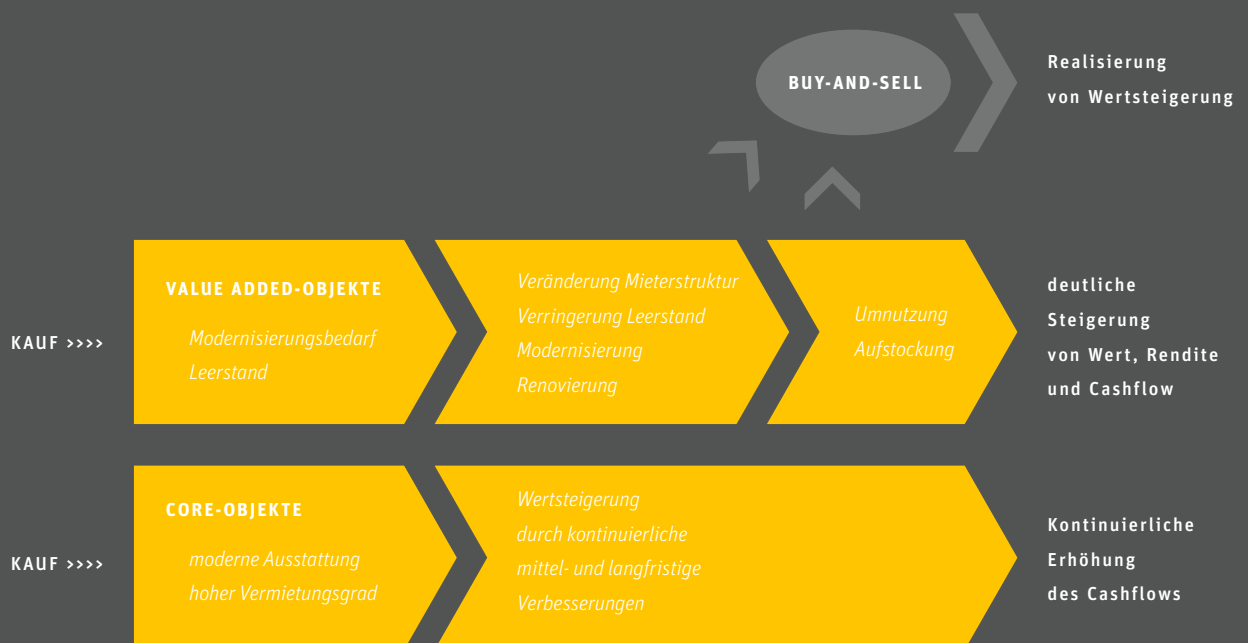 BUY-AND-SELL
Realisierung
von Wertsteigerung
KAUF >>>>
VALUE ADDED-OBJEKTE
Modernisierungsbedarf
Leerstand
Veränderung Mieterstruktur
Verringerung Leerstand
Modernisierung
Renovierung
Umnutzung
Aufstockung
deutliche
Steigerung
von Wert, Rendite
und Cashflow
KAUF >>>>
CORE-OBJEKTE
moderne Ausstattung
hoher Vermietungsgrad
Wertsteigerung
durch kontinuierliche
mittel- und langfristige
Verbesserungen
Kontinuierliche
Erhöhung
des Cashflows